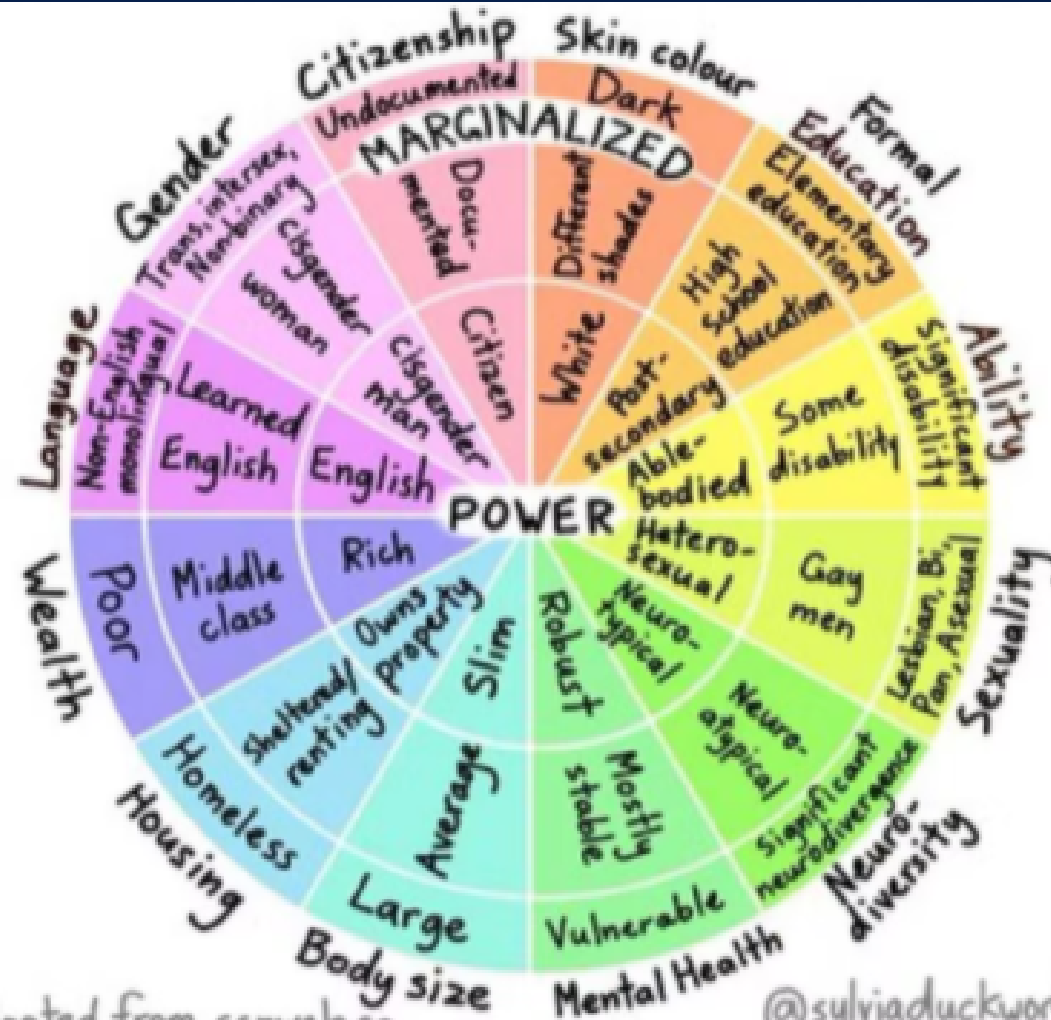 Citizenship
Skin colour
Formal
Education
Ability
Sexuality
Neuro-
diversity
Mental Health
Body size
Housing
Wealth
Language
Gender
MARGINALIZED
POWER
Undocumented
Docu-
mented
Citizen
Dark
Different
shades
White
Elementary
education
High
School
education
Post-
secondary
Significant
disability
Some
disability
Able-
bodied
Lesbian, Bi,
Pan, Asexual
Gay
men
Hetero-
sexual
Significant
neurodivergence
Neuro-
atypical
Neuro-
typical
Vulnerable
Mostly
stable
Robust
Large
Average
Slim
Homeless
Sheltered/
renting
Owns
property
Poor
Middle
class
Rich
Non-English
monolingual
Learned
English
English
Trans, intersex,
Nonbinary
Cisgender
woman
Cisgender
man
@sylviaduckwor